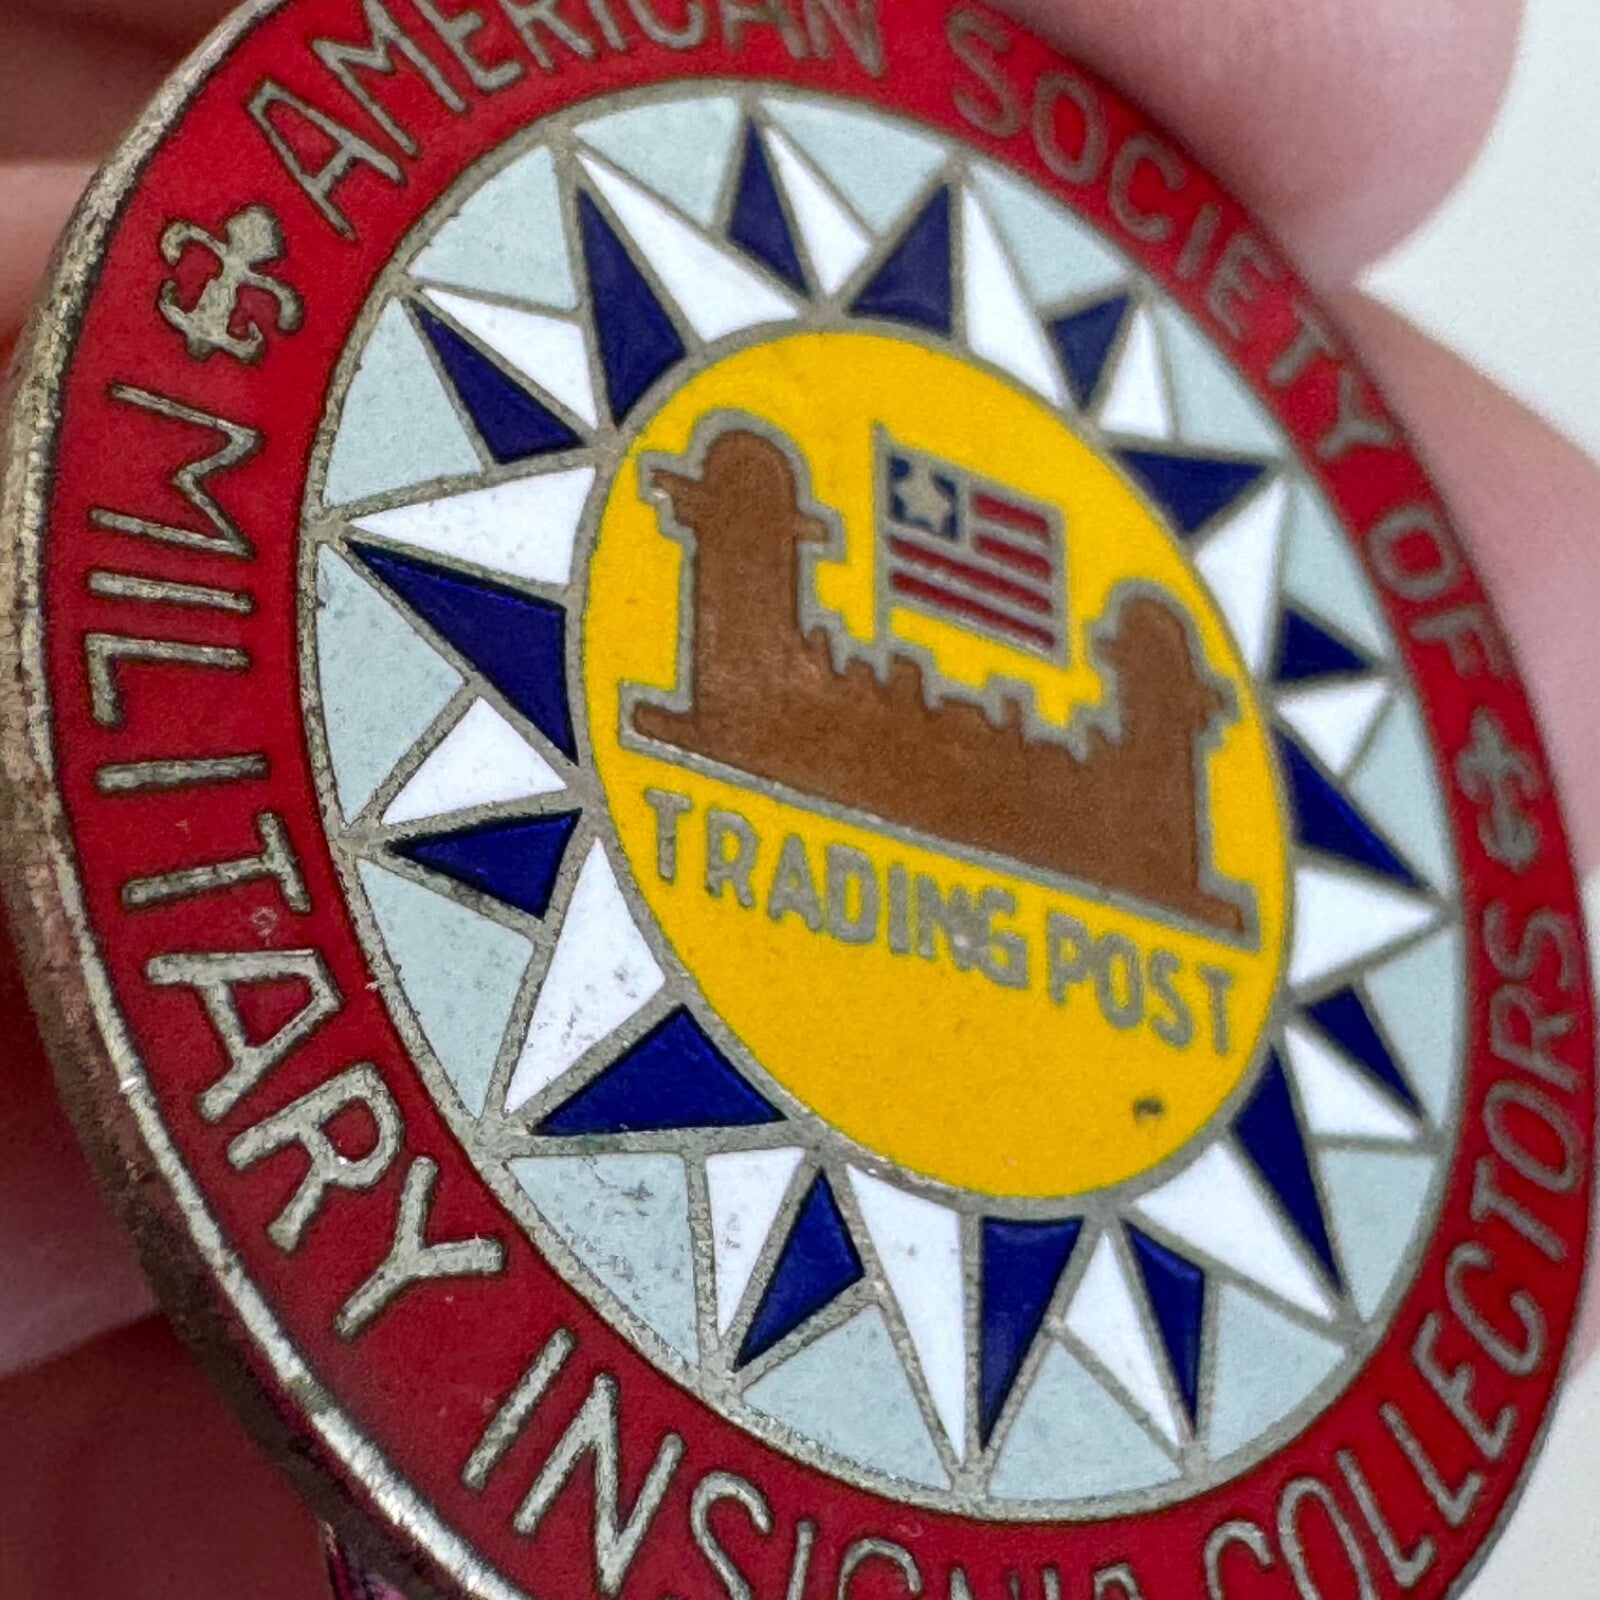 AMERICAN SOCIETY OF
MILITARY INSIGNIA COLLECTORS
TRADING POST